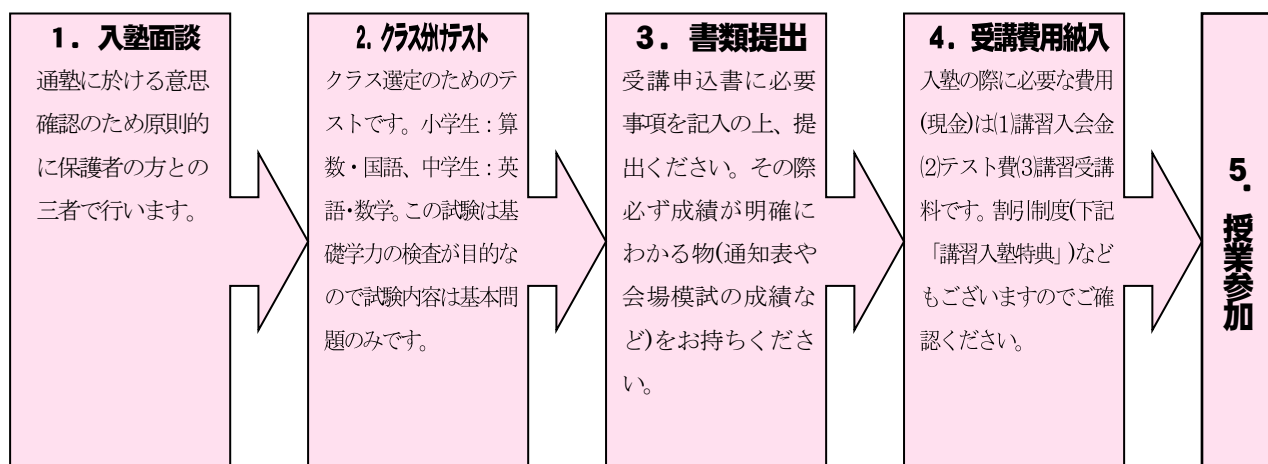 1. 入塾面談
通塾に於ける意思
確認のため原則的
に保護者の方との
三者で行います。
2. クラス分けテスト
クラス選定のためのテ
ストです。小学生：算
数・国語、中学生：英
語・数学。この試験は基
礎学力の検査が目的な
ので試験内容は基本問
題のみです。
3. 書類提出
受講申込書に必要
事項を記入の上、提
出ください。その際
必ず成績が明確に
わかる物(通知表や
会場模試の成績な
ど)をお持ちくださ
い。
4. 受講費用納入
入塾の際に必要な費用
(現金)は(1)講習入会金
(2)テスト費(3)講習受講
料です。割引制度(下記
「講習入塾特典」)など
もございますのでご確
認ください。
5. 授業参加